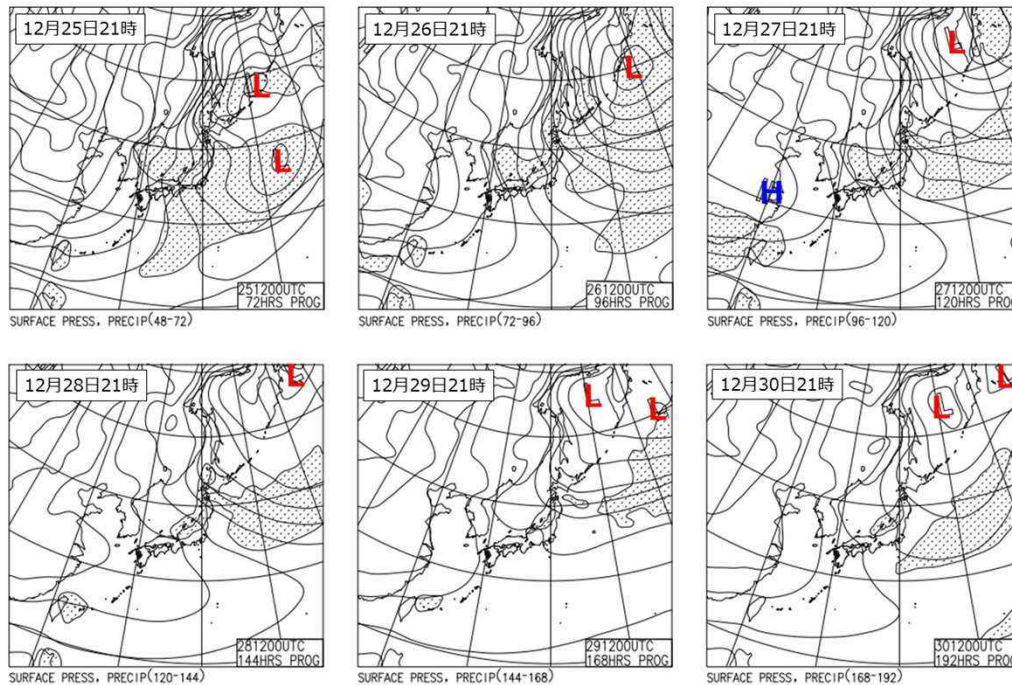 12月25日21時
L
L
251200UTC
72HRS PROG
SURFACE PRESS, PRECIP(48-72)
12月26日21時
L
261200UTC
96HRS PROG
SURFACE PRESS, PRECIP(72-96)
12月27日21時
L
H
271200UTC
120HRS PROG
SURFACE PRESS, PRECIP(96-120)
12月28日21時
L
281200UTC
144HRS PROG
SURFACE PRESS, PRECIP(120-144)
12月29日21時
L
L
291200UTC
168HRS PROG
SURFACE PRESS, PRECIP(144-168)
12月30日21時
L
L
301200UTC
192HRS PROG
SURFACE PRESS, PRECIP(168-192)